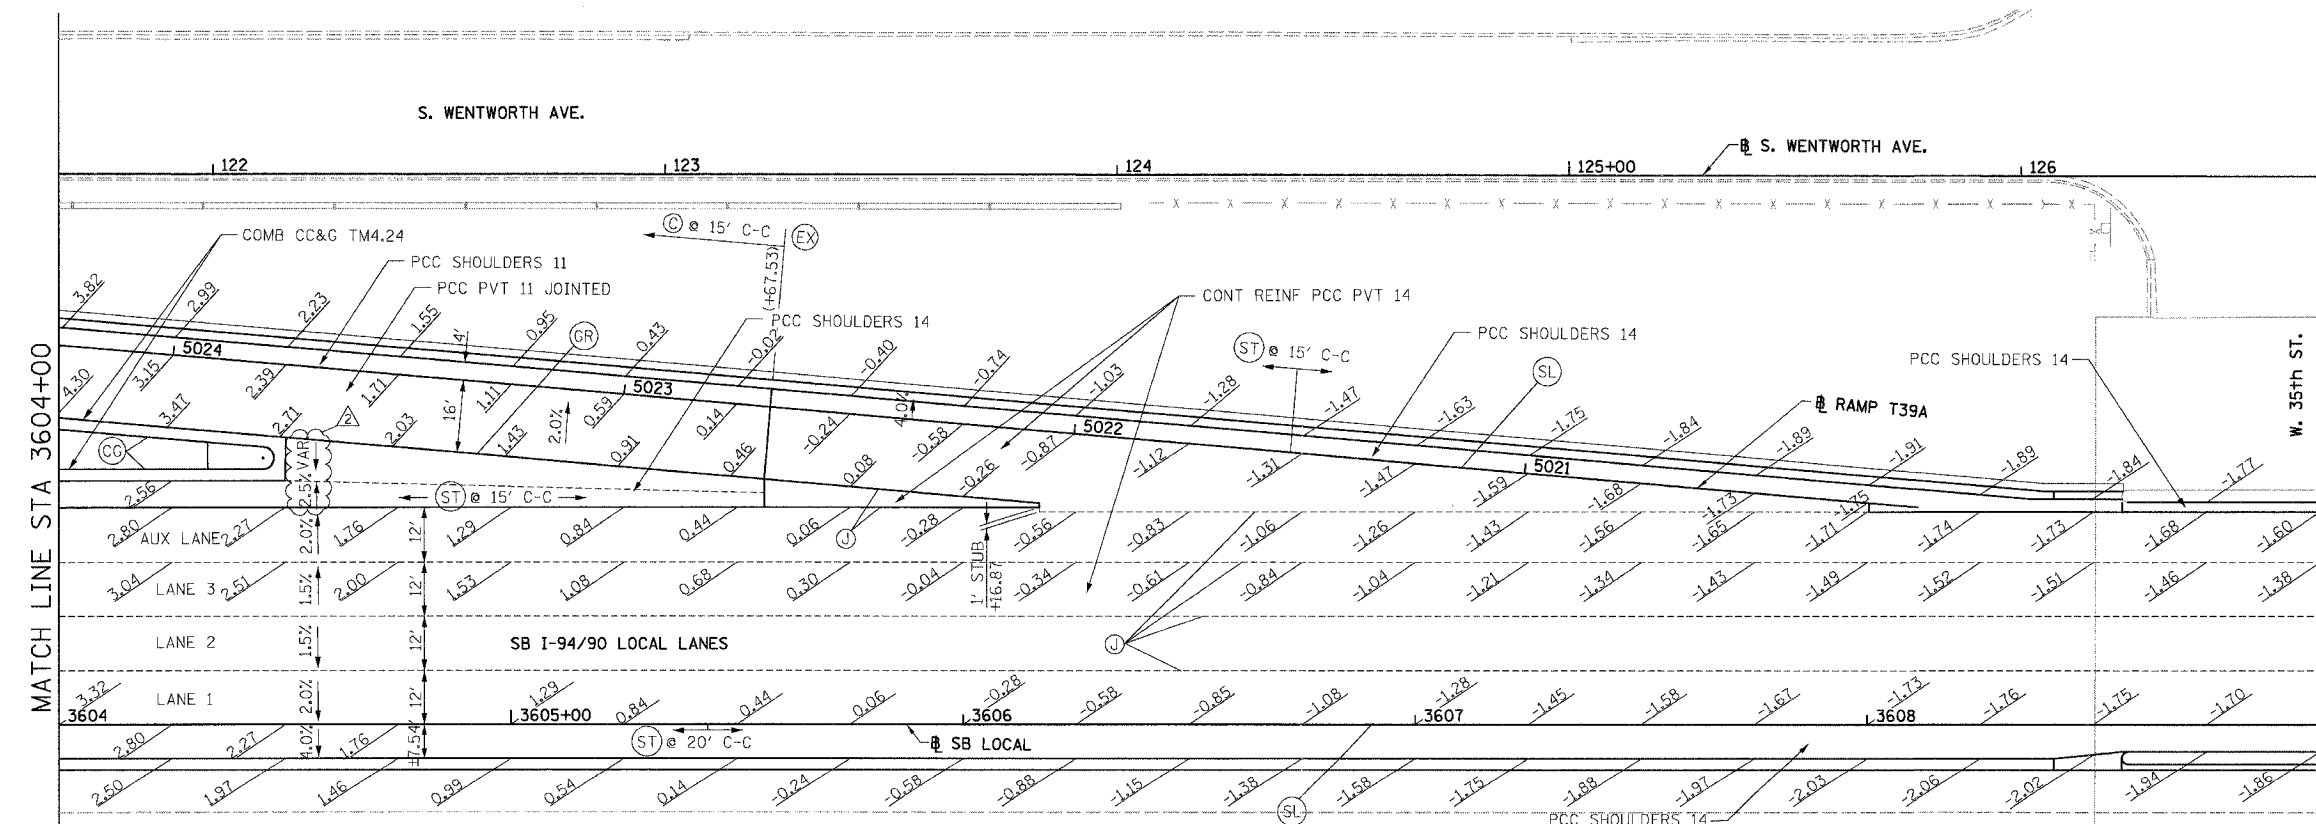 S. WENTWORTH AVE.
℄ S. WENTWORTH AVE.
122
123
124
125+00
126
COMB CC&G TM4.24
C @ 15' C-C
EX
(+67.53)
PCC SHOULDERS 11
PCC PVT 11 JOINTED
PCC SHOULDERS 14
CONT REINF PCC PVT 14
ST @ 15' C-C
PCC SHOULDERS 14
SL
PCC SHOULDERS 14
W. 35th ST.
℄ RAMP T39A
GR
3.82 2.99 2.23 1.55 0.95 0.43 -0.02 -0.40 -0.74 -1.03 -1.28 -1.47 -1.63 -1.75 -1.84 -1.89 -1.91 -1.89 -1.84 -1.77
5024
5023
5022
5021
4'
16'
2.0%
4.0%
4.30 3.15 2.39 1.71 1.11 0.59 0.14 -0.24 -0.58 -0.87 -1.12 -1.31 -1.47 -1.59 -1.68 -1.73 -1.75
3.47 2.71 2.03 1.43 0.91 0.46 0.08 -0.26
2
CG
VAR.
2.5%
2.56
ST @ 15' C-C
MATCH LINE STA 3604+00
2.80 2.27 1.76 1.29 0.84 0.44 0.06 -0.28 -0.56 -0.83 -1.06 -1.26 -1.43 -1.56 -1.65 -1.71 -1.74 -1.73 -1.68 -1.60
AUX LANE
2.0%
12'
J
1' STUB
+16.87
3.04 2.51 2.00 1.53 1.08 0.68 0.30 -0.04 -0.34 -0.61 -0.84 -1.04 -1.21 -1.34 -1.43 -1.49 -1.52 -1.51 -1.46 -1.38
LANE 3
1.5%
12'
LANE 2
1.5%
12'
SB I-94/90 LOCAL LANES
J
LANE 1
2.0%
12'
3.32 1.29 0.84 0.44 0.06 -0.28 -0.58 -0.85 -1.08 -1.28 -1.45 -1.58 -1.67 -1.73 -1.76 -1.75 -1.70
3604
3605+00
3606
3607
3608
2.80 2.27 1.76
4.0%
±7.54'
ST @ 20' C-C
℄ SB LOCAL
2.50 1.97 1.46 0.99 0.54 0.14 -0.24 -0.58 -0.88 -1.15 -1.38 -1.58 -1.75 -1.88 -1.97 -2.03 -2.06 -2.02 -1.94 -1.86
SL
PCC SHOULDERS 14